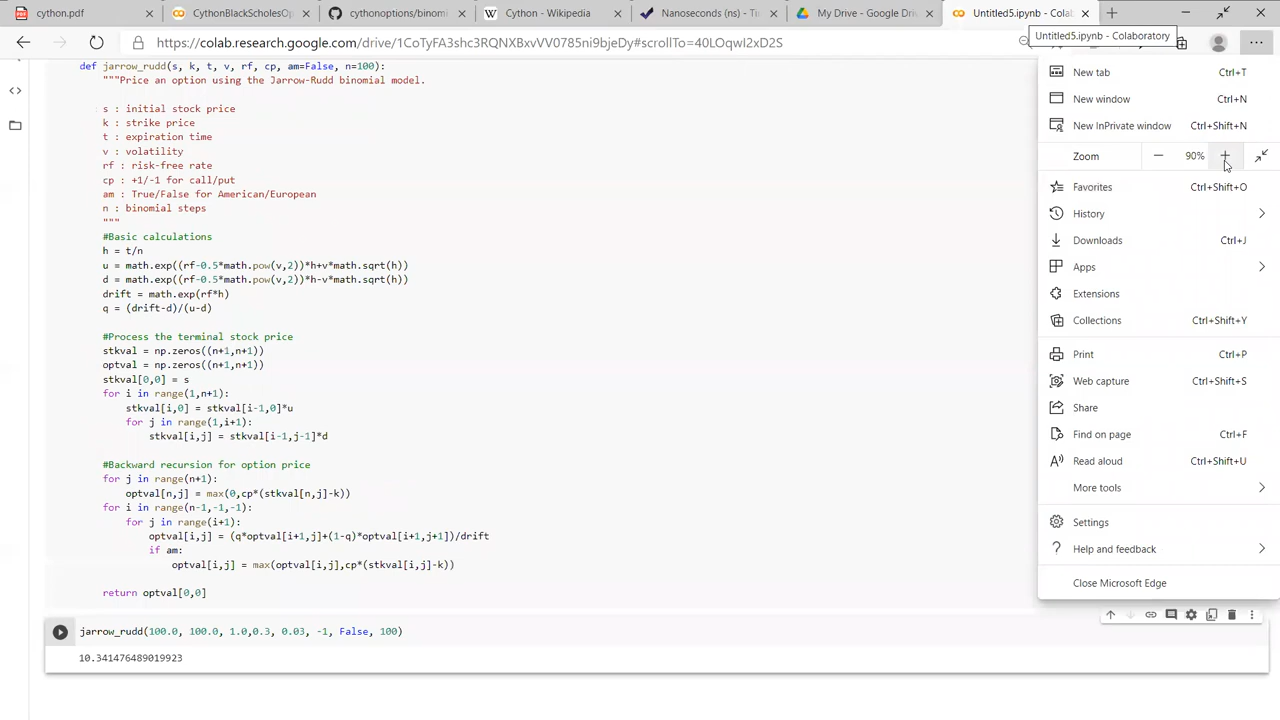 cython.pdf
CythonBlackScholesOp
cythonoptions/binom
Cython - Wikipedia
Nanoseconds (ns) - Tu
My Drive - Google Dri
Untitled5.ipynb - Colab
Untitled5.ipynb - Colaboratory
https://colab.research.google.com/drive/1CoTyFA3shc3RQNXBxvVV0785ni9bjeDy#scrollTo=40LOqwI2xD2S
def jarrow_rudd(s, k, t, v, rf, cp, am=False, n=100):
"""Price an option using the Jarrow-Rudd binomial model.
s : initial stock price
k : strike price
t : expiration time
v : volatility
rf : risk-free rate
cp : +1/-1 for call/put
am : True/False for American/European
n : binomial steps
"""
#Basic calculations
h = t/n
u = math.exp((rf-0.5*math.pow(v,2))*h+v*math.sqrt(h))
d = math.exp((rf-0.5*math.pow(v,2))*h-v*math.sqrt(h))
drift = math.exp(rf*h)
q = (drift-d)/(u-d)
#Process the terminal stock price
stkval = np.zeros((n+1,n+1))
optval = np.zeros((n+1,n+1))
stkval[0,0] = s
for i in range(1,n+1):
stkval[i,0] = stkval[i-1,0]*u
for j in range(1,i+1):
stkval[i,j] = stkval[i-1,j-1]*d
#Backward recursion for option price
for j in range(n+1):
optval[n,j] = max(0,cp*(stkval[n,j]-k))
for i in range(n-1,-1,-1):
for j in range(i+1):
optval[i,j] = (q*optval[i+1,j]+(1-q)*optval[i+1,j+1])/drift
if am:
optval[i,j] = max(optval[i,j],cp*(stkval[i,j]-k))
return optval[0,0]
jarrow_rudd(100.0, 100.0, 1.0,0.3, 0.03, -1, False, 100)
10.341476489019923
New tab Ctrl+T
New window Ctrl+N
New InPrivate window Ctrl+Shift+N
Zoom 90%
Favorites Ctrl+Shift+O
History
Downloads Ctrl+J
Apps
Extensions
Collections Ctrl+Shift+Y
Print Ctrl+P
Web capture Ctrl+Shift+S
Share
Find on page Ctrl+F
Read aloud Ctrl+Shift+U
More tools
Settings
Help and feedback
Close Microsoft Edge